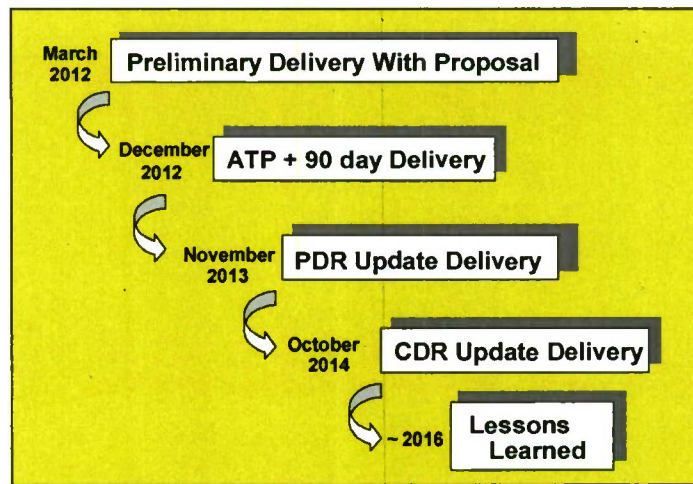 March
2012
Preliminary Delivery With Proposal
December
2012
ATP + 90 day Delivery
November
2013
PDR Update Delivery
October
2014
CDR Update Delivery
~ 2016
Lessons
Learned